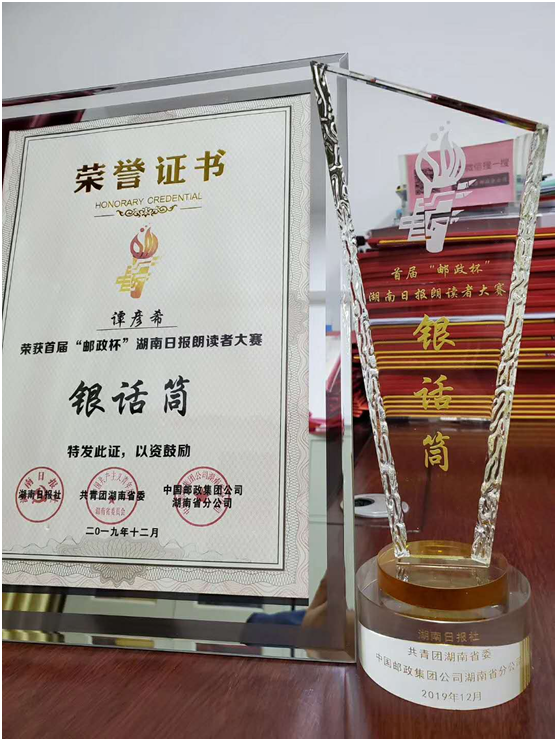 荣誉证书
HONORARY CREDENTIAL
谭彦希
荣获首届“邮政杯”湖南日报朗读者大赛
银话筒
特发此证，以资鼓励
湖南日报社
共青团湖南省委
中国邮政集团公司
湖南省分公司
二〇一九年十二月
首届“邮政杯”
湖南日报朗读者大赛
银话筒
湖南日报社
共青团湖南省委
中国邮政集团公司湖南省分公
2019年12月